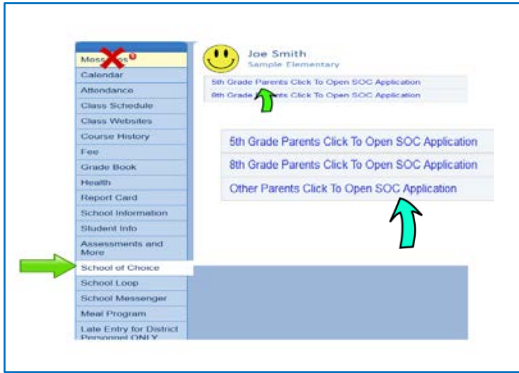 Joe Smith
Sample Elementary
5th Grade Parents Click To Open SOC Application
8th Grade Parents Click To Open SOC Application
Calendar
Attendance
Class Schedule
Class Websites
Course History
Fee
Grade Book
Health
Report Card
School Information
Student Info
Assessments and
More
School of Choice
School Loop
School Messenger
Meal Program
Late Entry for District
Personnel ONLY
5th Grade Parents Click To Open SOC Application
8th Grade Parents Click To Open SOC Application
Other Parents Click To Open SOC Application